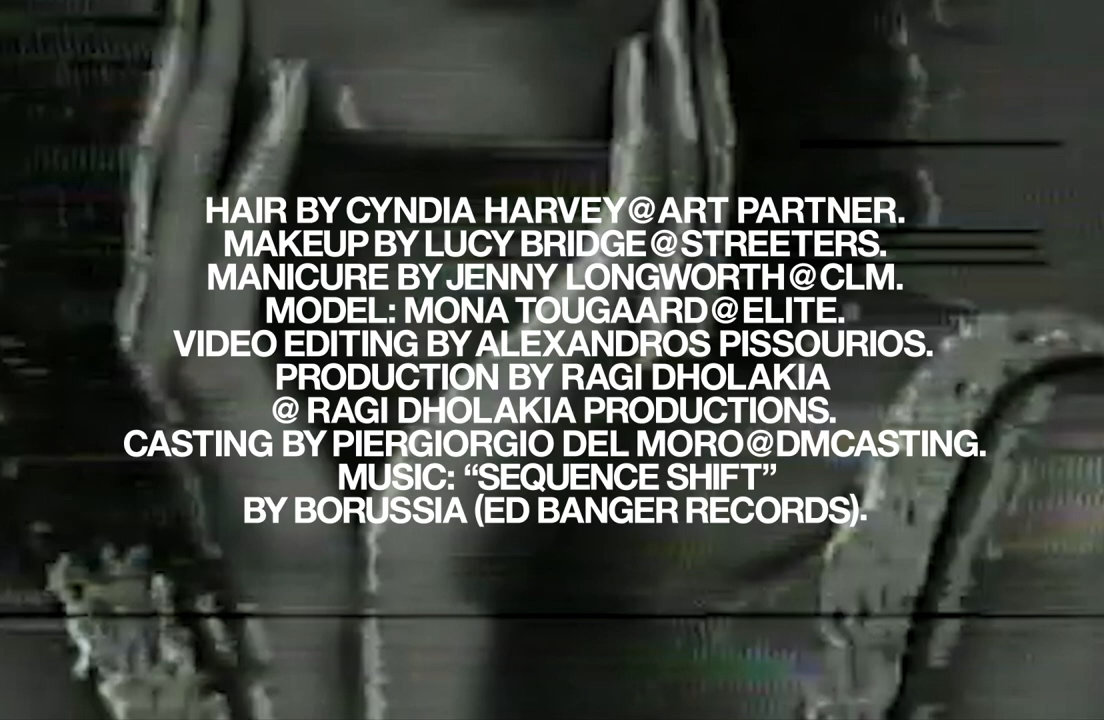 HAIR BY CYNDIA HARVEY@ART PARTNER.
MAKEUP BY LUCY BRIDGE@STREETERS.
MANICURE BY JENNY LONGWORTH@CLM.
MODEL: MONA TOUGAARD@ELITE.
VIDEO EDITING BY ALEXANDROS PISSOURIOS.
PRODUCTION BY RAGI DHOLAKIA
@ RAGI DHOLAKIA PRODUCTIONS.
CASTING BY PIERGIORGIO DEL MORO@DMCASTING.
MUSIC: “SEQUENCE SHIFT”
BY BORUSSIA (ED BANGER RECORDS).